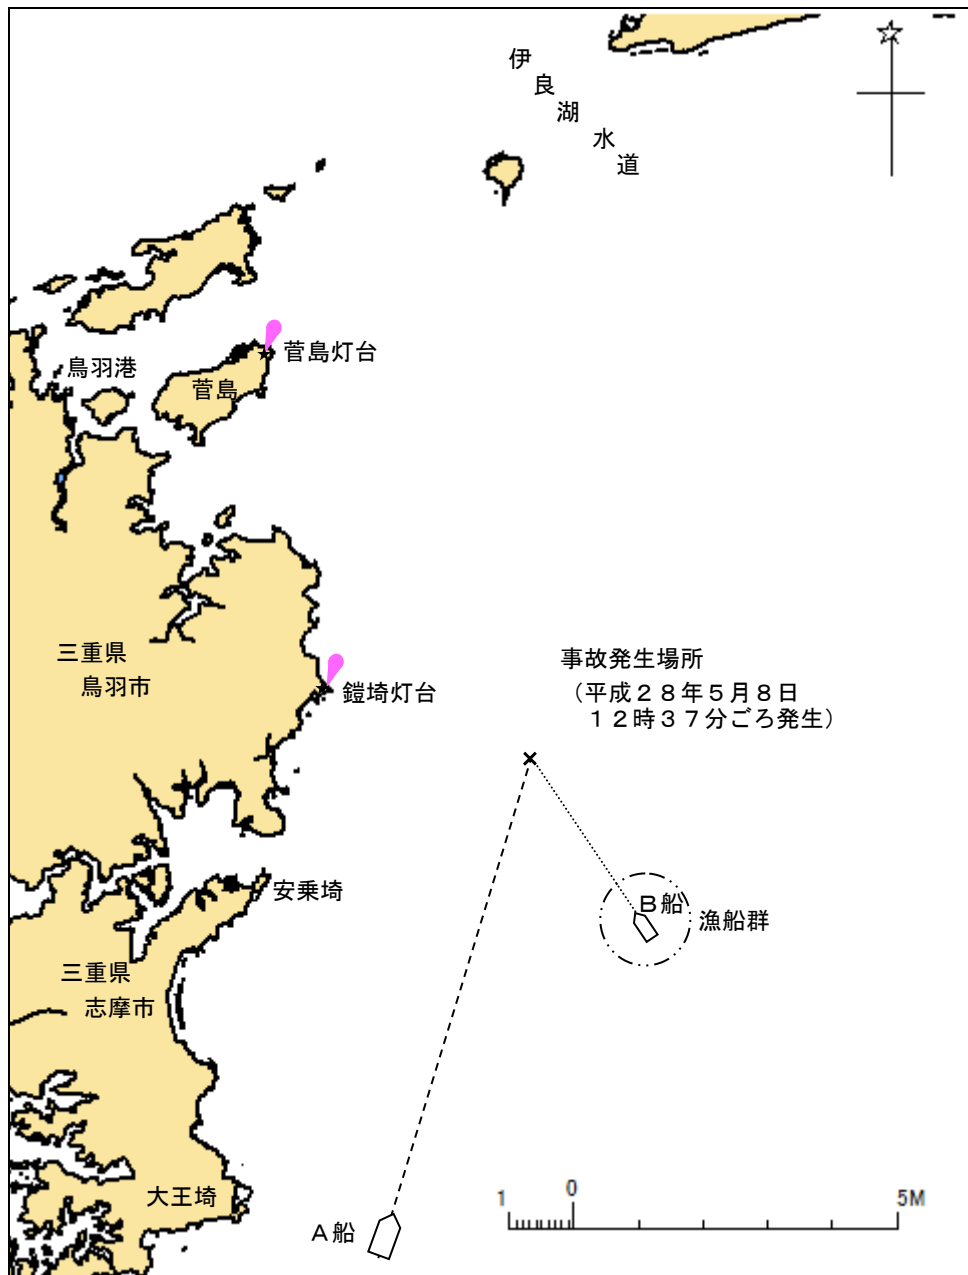 伊良湖水道
菅島灯台
鳥羽港
菅島
三重県
鳥羽市
事故発生場所
（平成２８年５月８日
１２時３７分ごろ発生）
鎧埼灯台
安乗埼
Ｂ船
漁船群
三重県
志摩市
大王埼
Ａ船
1 0 5M